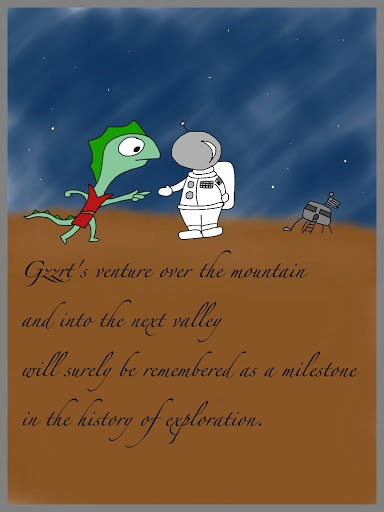 Gzzrt's venture over the mountain
and into the next valley
will surely be remembered as a milestone
in the history of exploration.